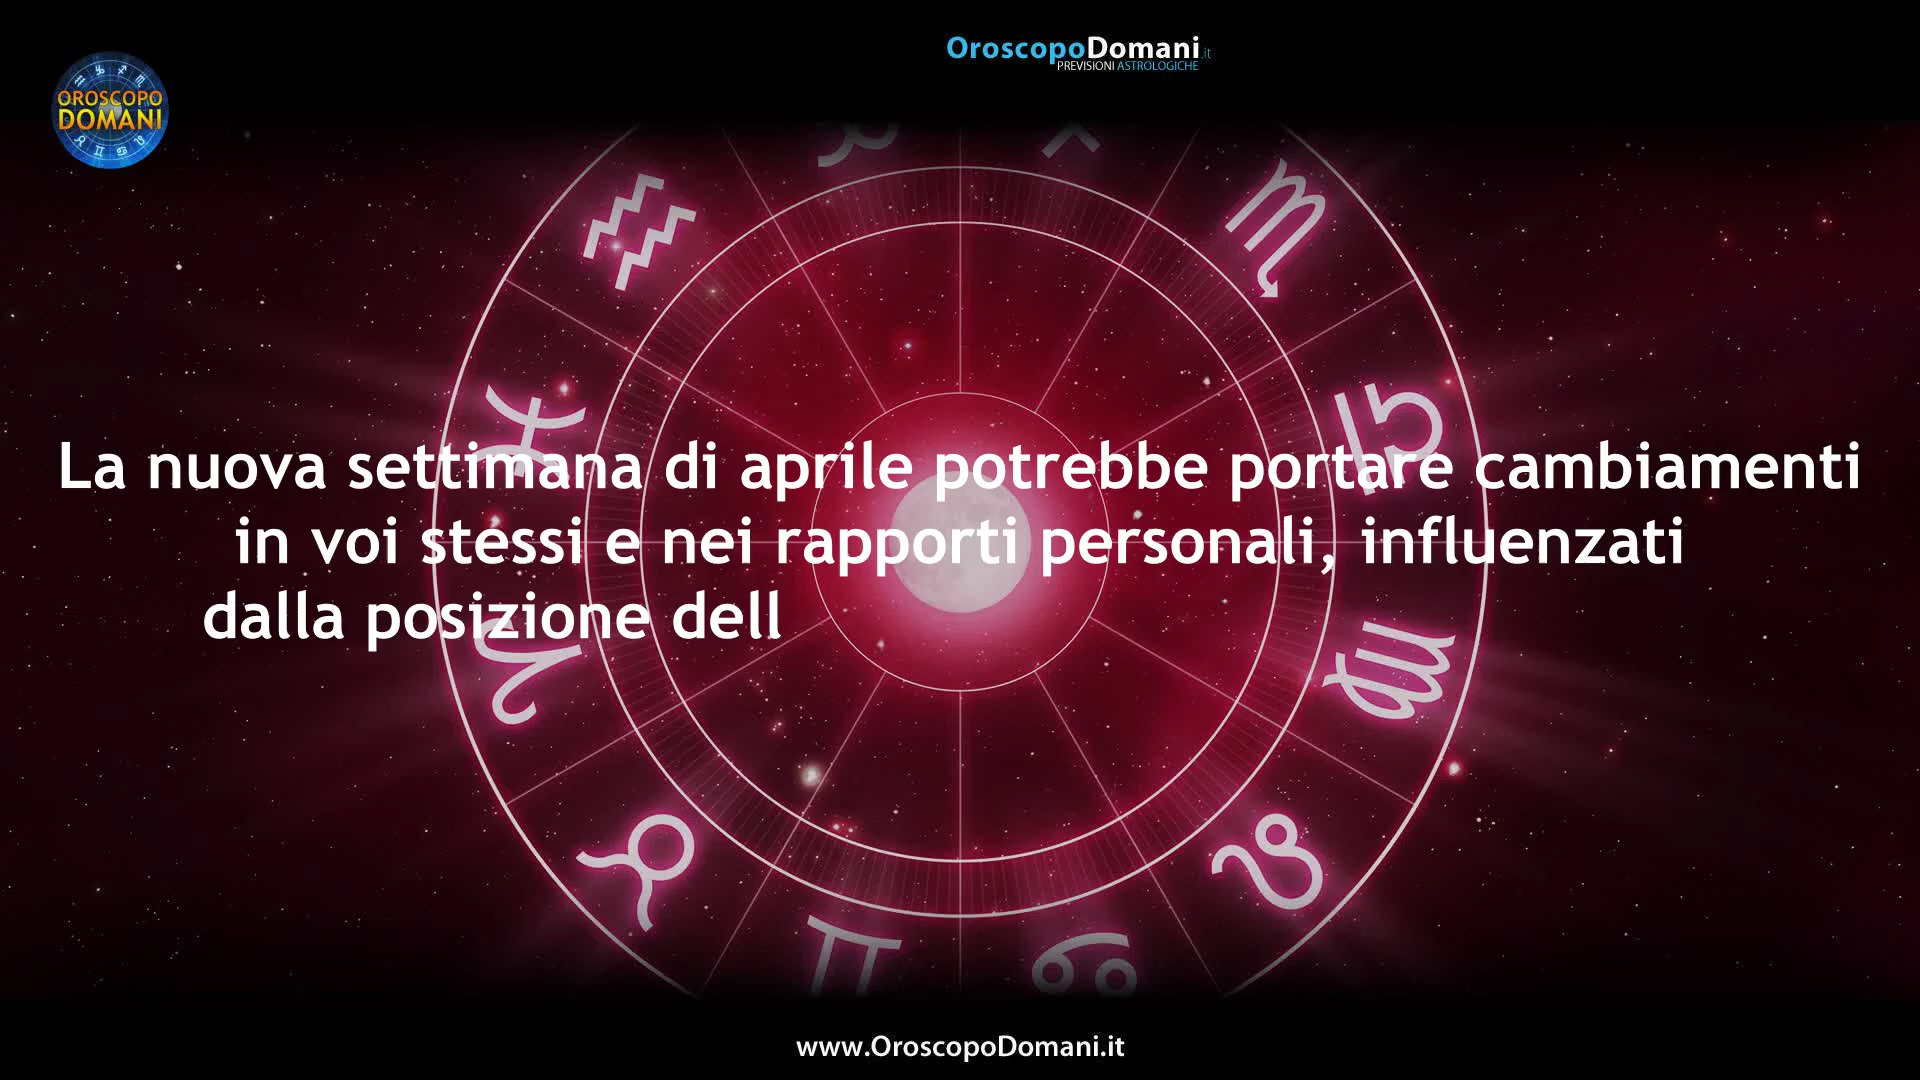 OroscopoDomani.it
PREVISIONI ASTROLOGICHE
OROSCOPO
DOMANI
La nuova settimana di aprile potrebbe portare cambiamenti
in voi stessi e nei rapporti personali, influenzati
dalla posizione dell
www.OroscopoDomani.it